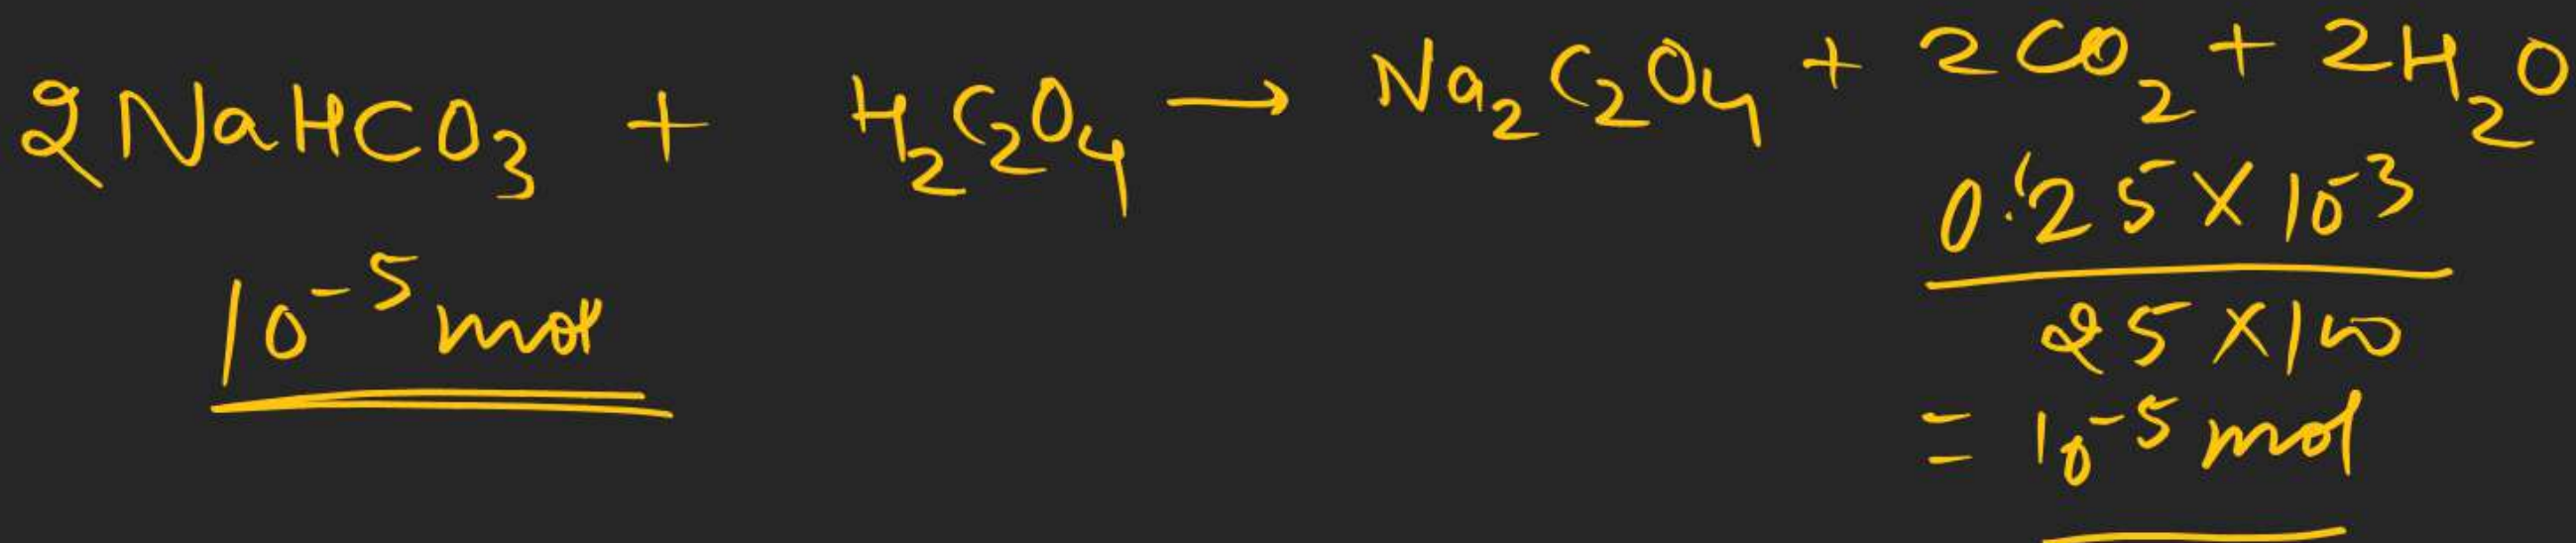 2NaHCO₃ + H₂C₂O₄ → Na₂C₂O₄ + 2CO₂ + 2H₂O
0.25 × 10⁻³
25 × 100
10⁻⁵ mol
= 10⁻⁵ mol